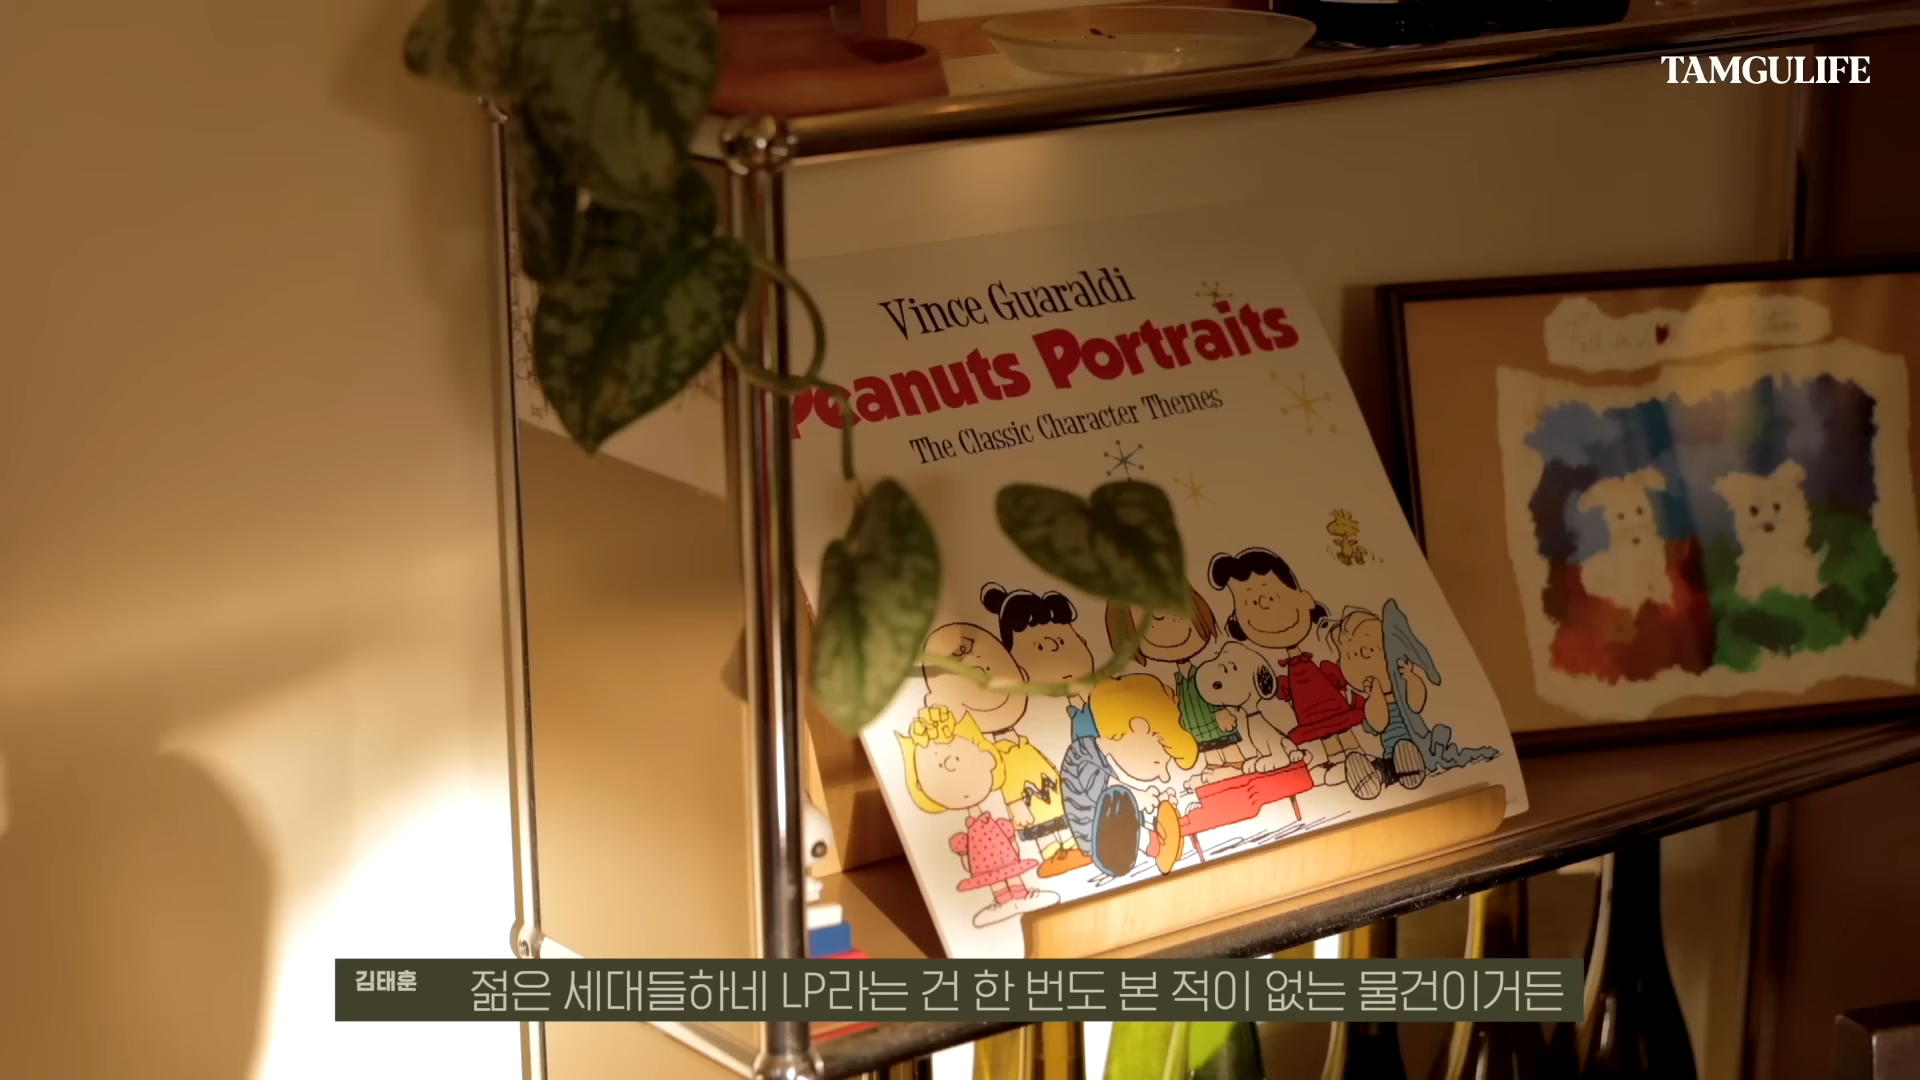 TAMGULIFE
Vince Guaraldi
Peanuts Portraits
The Classic Character Themes
김태훈
젊은 세대들하네 LP라는 건 한 번도 본 적이 없는 물건이거든